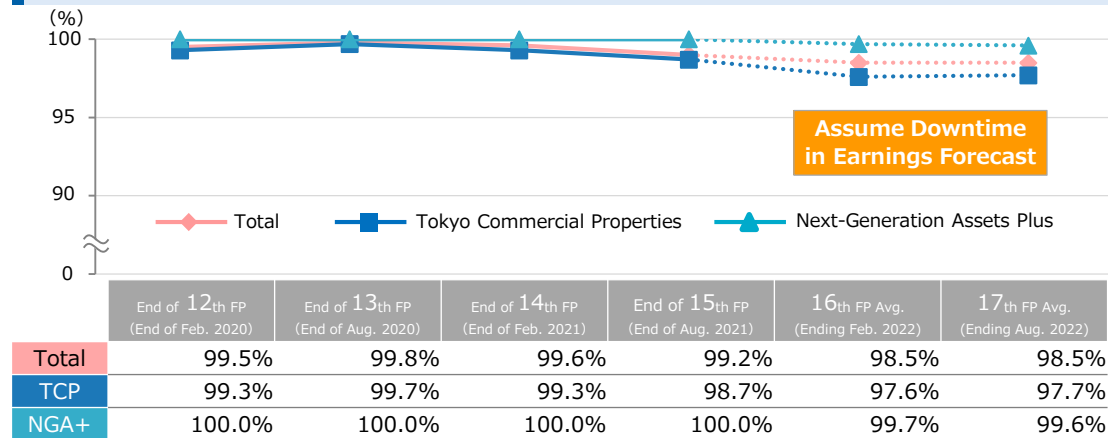 (%)
100
95
90
0
Assume Downtime
in Earnings Forecast
Total Tokyo Commercial Properties Next-Generation Assets Plus
End of 12th FP End of 13th FP End of 14th FP End of 15th FP 16th FP Avg. 17th FP Avg.
(End of Feb. 2020) (End of Aug. 2020) (End of Feb. 2021) (End of Aug. 2021) (Ending Feb. 2022) (Ending Aug. 2022)
Total 99.5% 99.8% 99.6% 99.2% 98.5% 98.5%
TCP 99.3% 99.7% 99.3% 98.7% 97.6% 97.7%
NGA+ 100.0% 100.0% 100.0% 100.0% 99.7% 99.6%